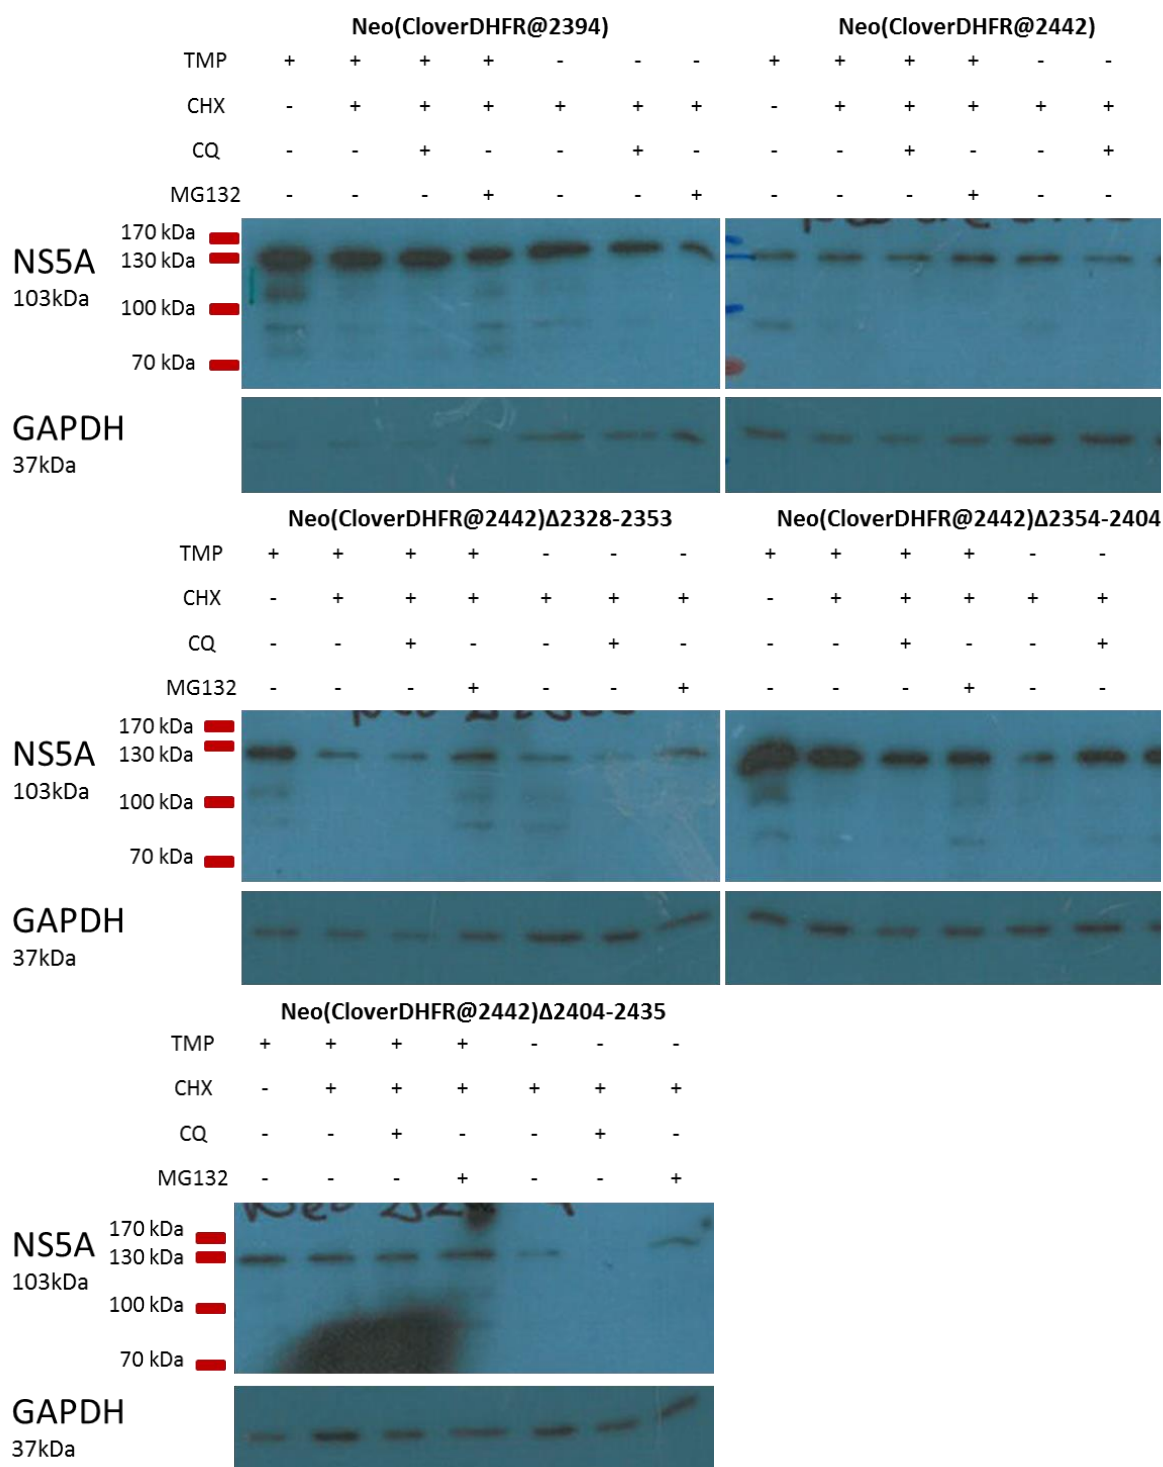 Neo(CloverDHFR@2394) Neo(CloverDHFR@2442)
TMP + + + + - - - + + + + - -
CHX - + + + + + + - + + + + +
CQ - - + - - + - - - + - - +
MG132 - - - + - - + - - - + - -
170 kDa
NS5A 130 kDa
103kDa 100 kDa
70 kDa
GAPDH
37kDa
Neo(CloverDHFR@2442)Δ2328-2353 Neo(CloverDHFR@2442)Δ2354-2404
TMP + + + + - - - + + + + - -
CHX - + + + + + + - + + + + +
CQ - - + - - + - - - + - - +
MG132 - - - + - - + - - - + - -
170 kDa
NS5A 130 kDa
103kDa 100 kDa
70 kDa
GAPDH
37kDa
Neo(CloverDHFR@2442)Δ2404-2435
TMP + + + + - - -
CHX - + + + + + +
CQ - - + - - + -
MG132 - - - + - - +
170 kDa
NS5A 130 kDa
103kDa 100 kDa
70 kDa
GAPDH
37kDa